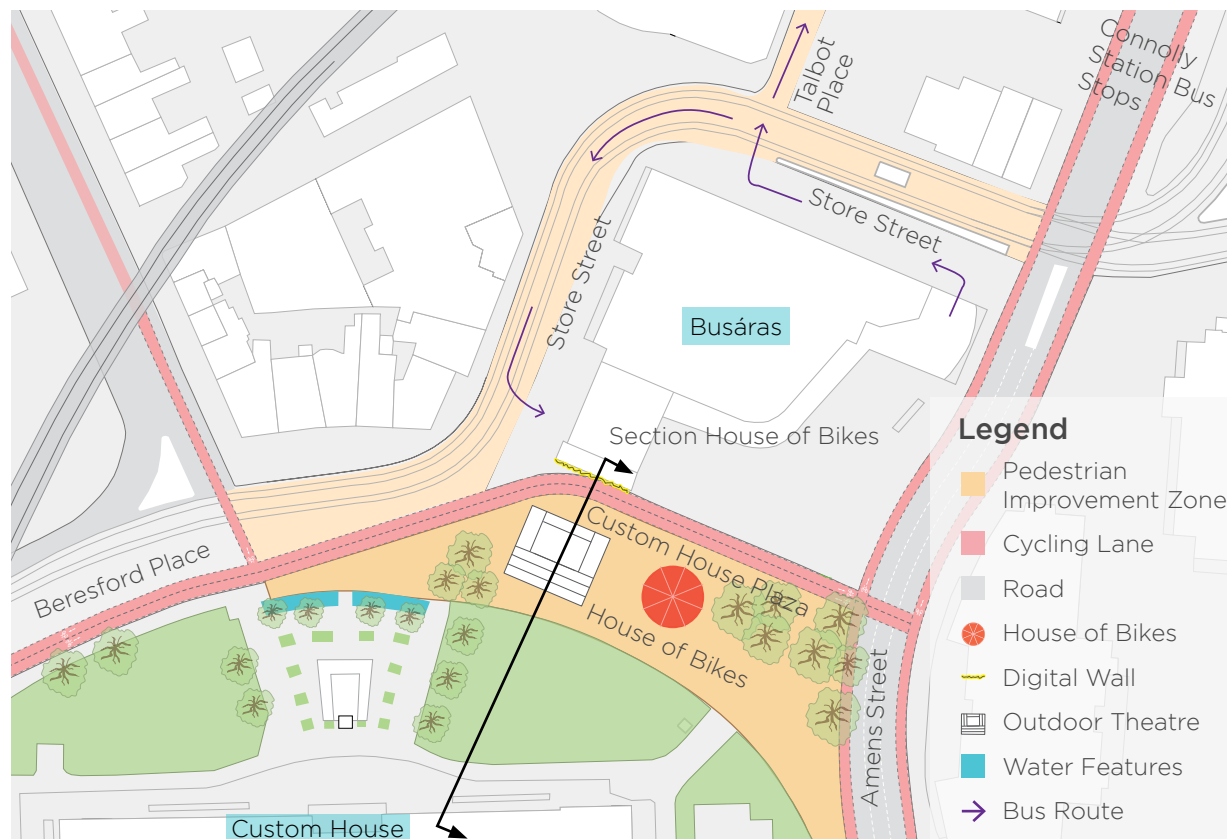 Connolly
Station Bus
Stops
Talbot
Place
Store Street
Store Street
Busáras
Section House of Bikes
Custom House Plaza
House of Bikes
Beresford Place
Amens Street
Custom House
Legend
Pedestrian
Improvement Zone
Cycling Lane
Road
House of Bikes
Digital Wall
Outdoor Theatre
Water Features
Bus Route